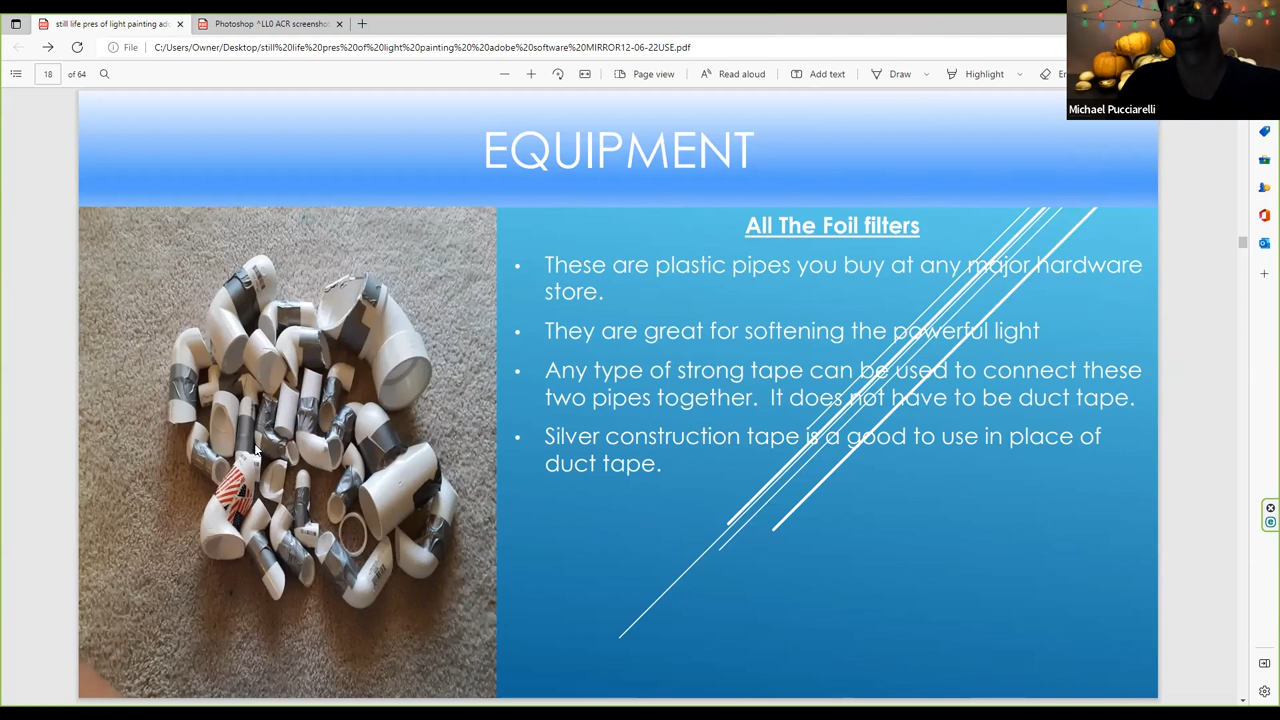 still life pres of light painting ado
Photoshop ^LL0 ACR screenshot
File
C:/Users/Owner/Desktop/still%20life%20pres%20of%20light%20painting%20%20adobe%20software%20MIRROR12-06-22USE.pdf
18 of 64
Page view
Read aloud
Add text
Draw
Highlight
Michael Pucciarelli
EQUIPMENT
All The Foil filters
• These are plastic pipes you buy at any major hardware
store.
• They are great for softening the powerful light
• Any type of strong tape can be used to connect these
two pipes together. It does not have to be duct tape.
• Silver construction tape is a good to use in place of
duct tape.